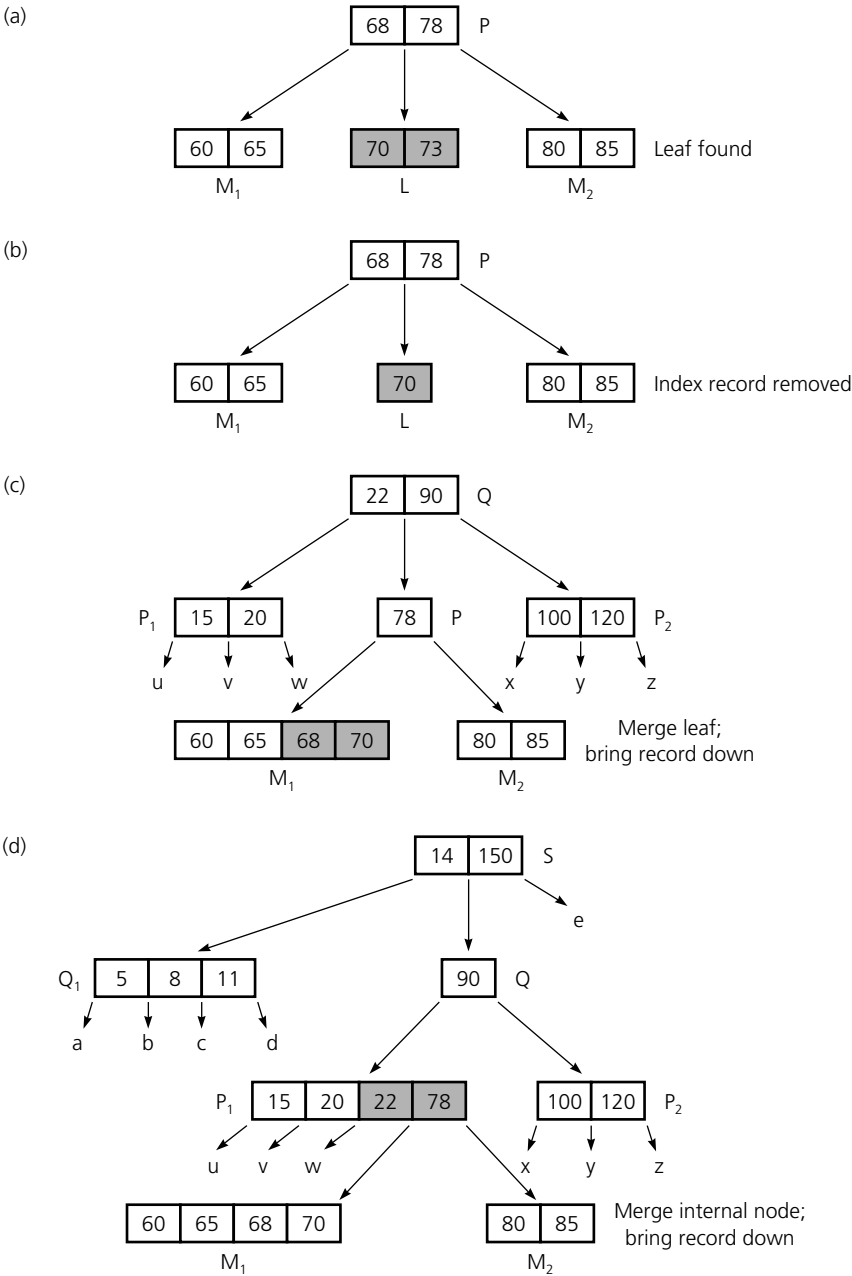 (a)
68 78 P
60 65 70 73 80 85 Leaf found
M1 L M2
(b)
68 78 P
60 65 70 80 85 Index record removed
M1 L M2
(c)
22 90 Q
P1 15 20 78 P 100 120 P2
u v w x y z
60 65 68 70 80 85 Merge leaf;
bring record down
M1 M2
(d)
14 150 S
e
Q1 5 8 11 90 Q
a b c d
P1 15 20 22 78 100 120 P2
u v w x y z
60 65 68 70 80 85 Merge internal node;
bring record down
M1 M2